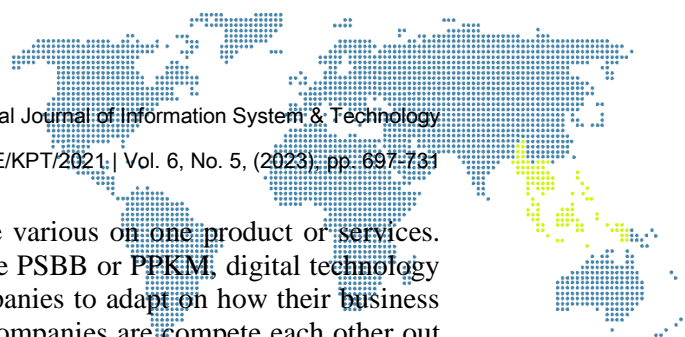 al Journal of Information System & Technology
E/KPT/2021 | Vol. 6, No. 5, (2023), pp. 697-731
various on one product or services.
PSBB or PPKM, digital technology
panies to adapt on how their business
ompanies are compete each other out